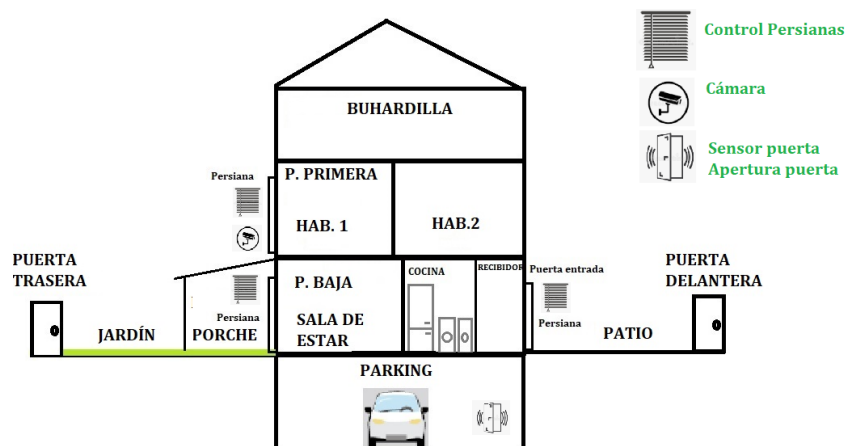 Control Persianas
Cámara
Sensor puerta
Apertura puerta
BUHARDILLA
Persiana
P. PRIMERA
HAB. 1
HAB.2
PUERTA
TRASERA
JARDÍN
PORCHE
Persiana
P. BAJA
SALA DE
ESTAR
COCINA
RECIBIDOR
Puerta entrada
Persiana
PATIO
PUERTA
DELANTERA
PARKING